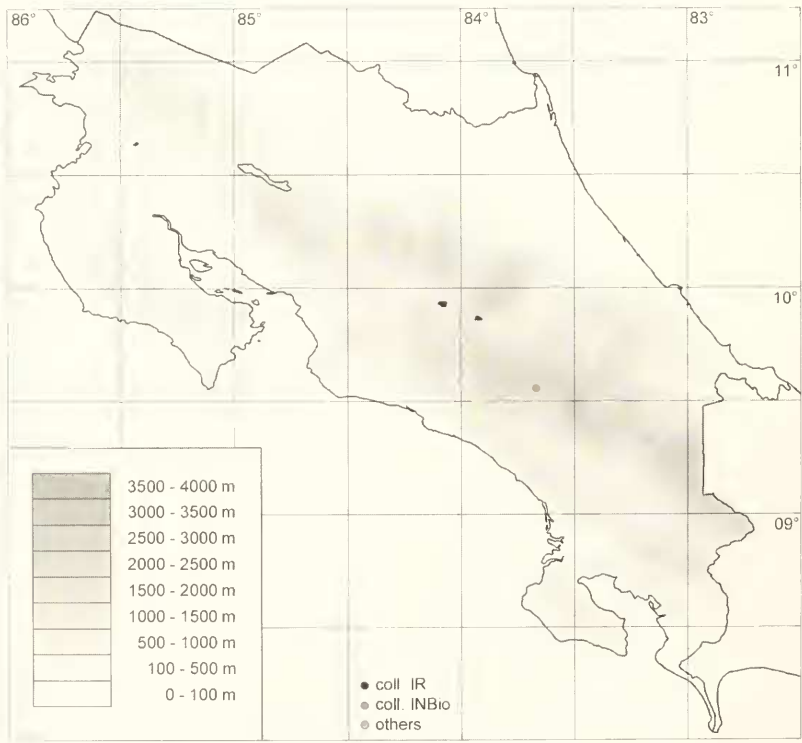 86° 85° 84° 83°
11°
10°
09°
3500 - 4000 m
3000 - 3500 m
2500 - 3000 m
2000 - 2500 m
1500 - 2000 m
1000 - 1500 m
500 - 1000 m
100 - 500 m
0 - 100 m
coll. IR
coll. INBio
others